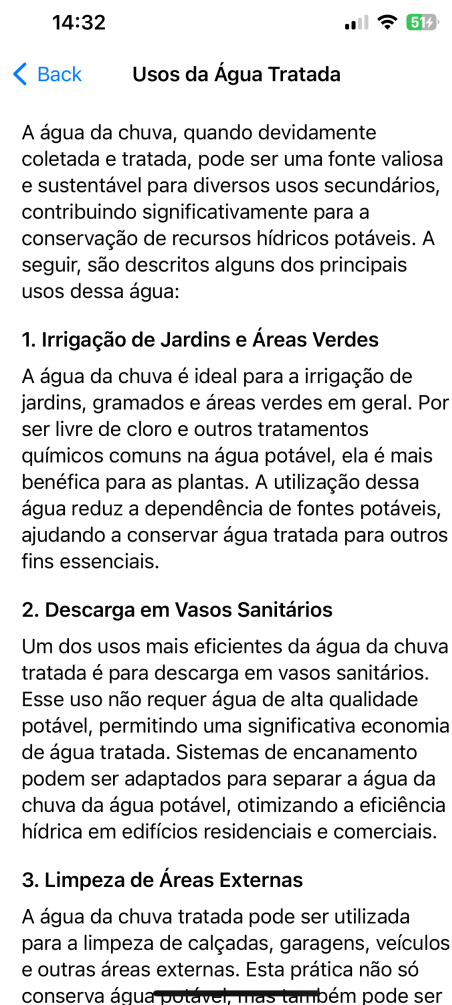 14:32
51
Back
Usos da Água Tratada
A água da chuva, quando devidamente
coletada e tratada, pode ser uma fonte valiosa
e sustentável para diversos usos secundários,
contribuindo significativamente para a
conservação de recursos hídricos potáveis. A
seguir, são descritos alguns dos principais
usos dessa água:
1. Irrigação de Jardins e Áreas Verdes
A água da chuva é ideal para a irrigação de
jardins, gramados e áreas verdes em geral. Por
ser livre de cloro e outros tratamentos
químicos comuns na água potável, ela é mais
benéfica para as plantas. A utilização dessa
água reduz a dependência de fontes potáveis,
ajudando a conservar água tratada para outros
fins essenciais.
2. Descarga em Vasos Sanitários
Um dos usos mais eficientes da água da chuva
tratada é para descarga em vasos sanitários.
Esse uso não requer água de alta qualidade
potável, permitindo uma significativa economia
de água tratada. Sistemas de encanamento
podem ser adaptados para separar a água da
chuva da água potável, otimizando a eficiência
hídrica em edifícios residenciais e comerciais.
3. Limpeza de Áreas Externas
A água da chuva tratada pode ser utilizada
para a limpeza de calçadas, garagens, veículos
e outras áreas externas. Esta prática não só
conserva água potável, mas também pode ser